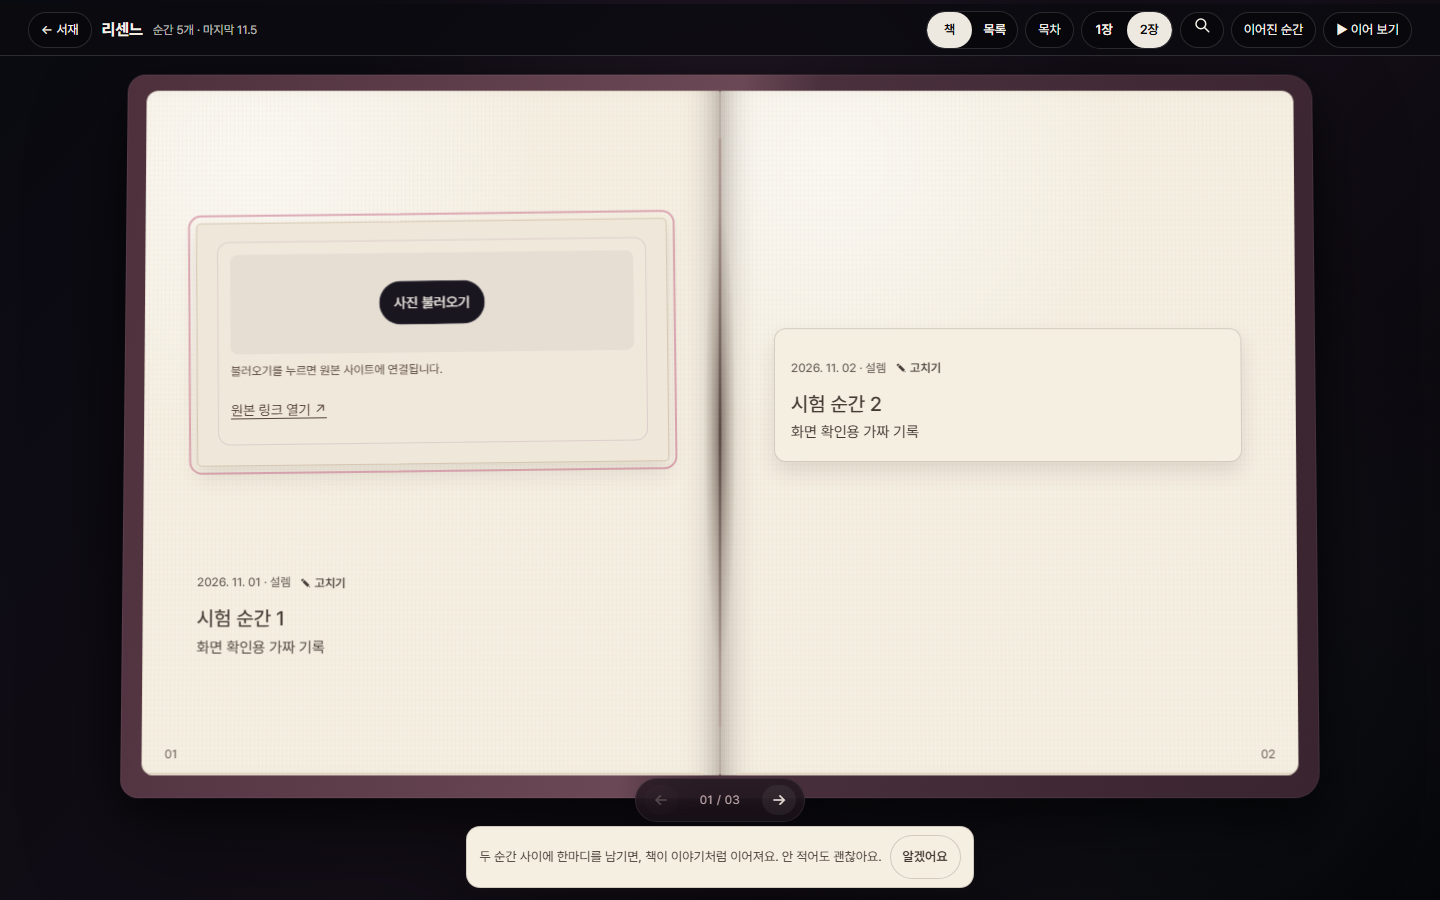 ← 서재
리센느
순간 5개 · 마지막 11.5
책
목록
목차
1장
2장
이어진 순간
▶ 이어 보기
사진 불러오기
불러오기를 누르면 원본 사이트에 연결됩니다.
원본 링크 열기 ↗
2026. 11. 01 · 설렘
고치기
시험 순간 1
화면 확인용 가짜 기록
01
2026. 11. 02 · 설렘
고치기
시험 순간 2
화면 확인용 가짜 기록
02
← 01 / 03 →
두 순간 사이에 한마디를 남기면, 책이 이야기처럼 이어져요. 안 적어도 괜찮아요.
알겠어요